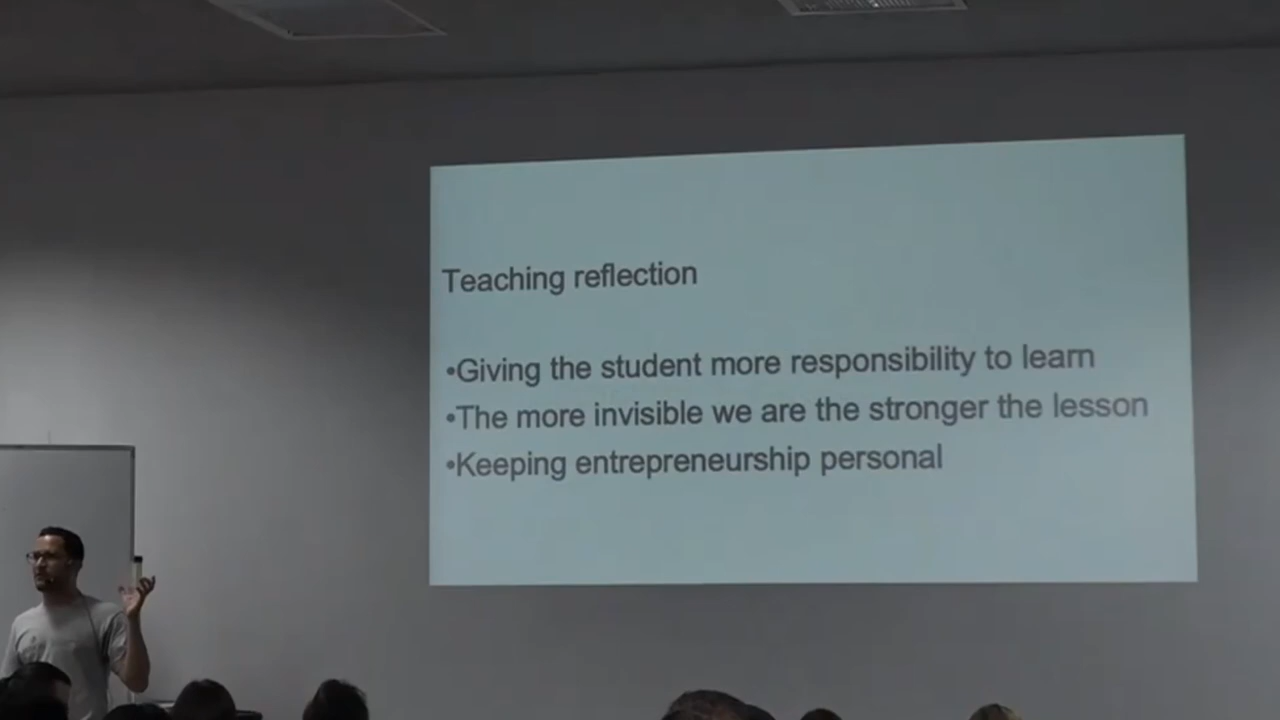 Teaching reflection
•Giving the student more responsibility to learn
•The more invisible we are the stronger the lesson
•Keeping entrepreneurship personal